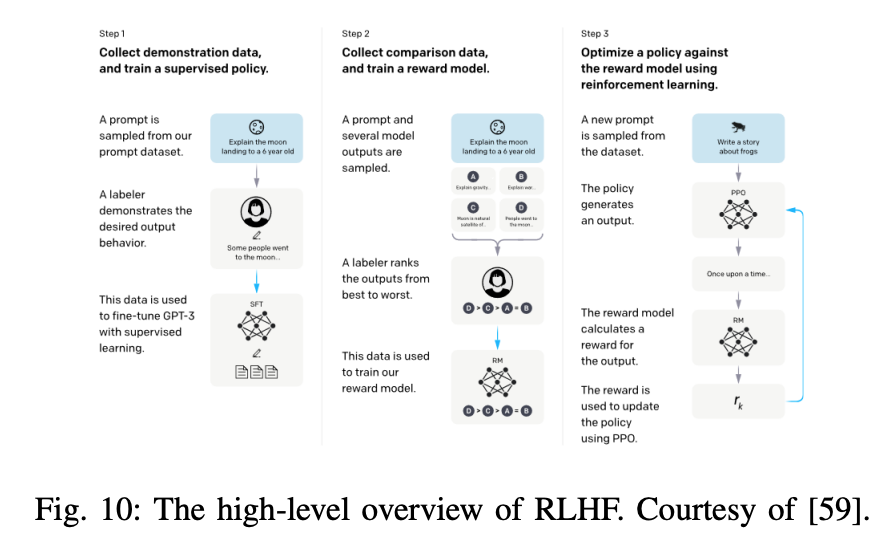 Step 1
Collect demonstration data,
and train a supervised policy.
A prompt is
sampled from our
prompt dataset.
Explain the moon
landing to a 6 year old
A labeler
demonstrates the
desired output
behavior.
Some people went
to the moon...
This data is used
to fine-tune GPT-3
with supervised
learning.
SFT
Step 2
Collect comparison data,
and train a reward model.
A prompt and
several model
outputs are
sampled.
Explain the moon
landing to a 6 year old
A
Explain gravity...
B
Explain war...
C
Moon is natural
satellite of...
D
People went to
the moon...
A labeler ranks
the outputs from
best to worst.
D > C > A = B
This data is used
to train our
reward model.
RM
D > C > A = B
Step 3
Optimize a policy against
the reward model using
reinforcement learning.
A new prompt
is sampled from
the dataset.
Write a story
about frogs
The policy
generates
an output.
PPO
Once upon a time...
The reward model
calculates a
reward for
the output.
RM
The reward is
used to update
the policy
using PPO.
rk
Fig. 10: The high-level overview of RLHF. Courtesy of [59].